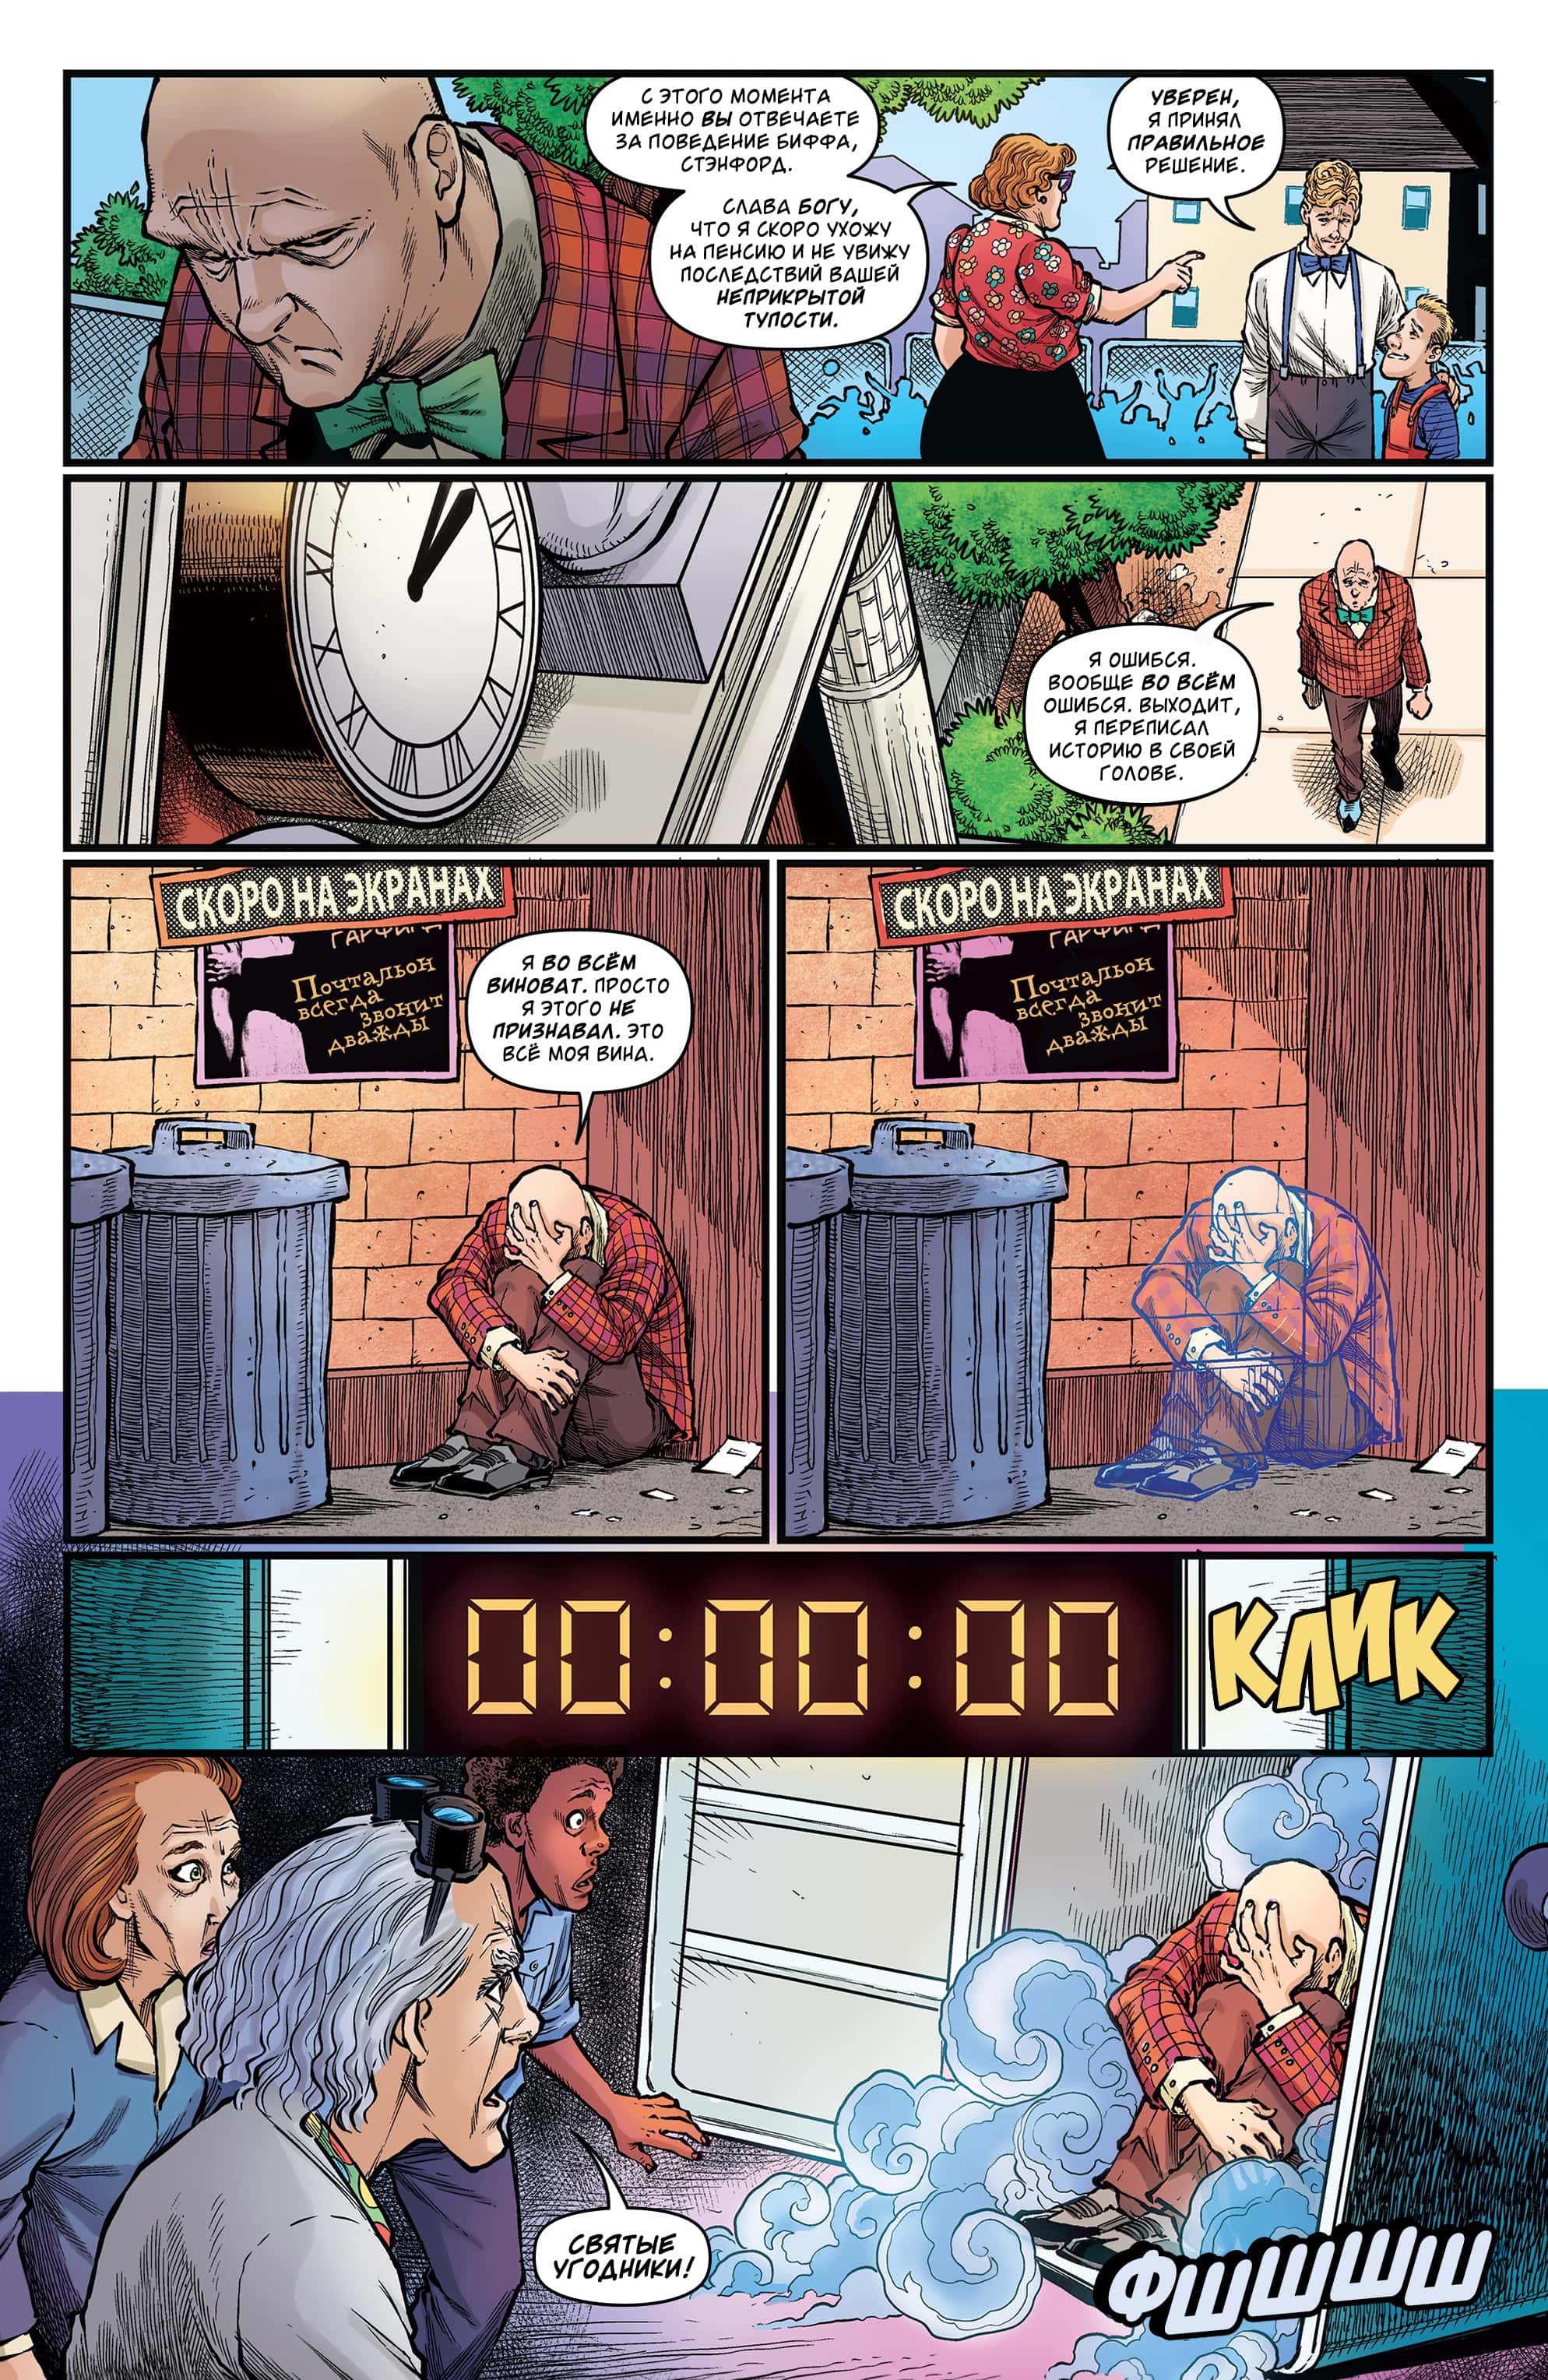 С ЭТОГО МОМЕНТА
ИМЕННО ВЫ ОТВЕЧАЕТЕ
ЗА ПОВЕДЕНИЕ БИФФА,
СТЭНФОРД.
СЛАВА БОГУ,
ЧТО Я СКОРО УХОЖУ
НА ПЕНСИЮ И НЕ УВИЖУ
ПОСЛЕДСТВИЙ ВАШЕЙ
НЕПРИКРЫТОЙ
ТУПОСТИ.
УВЕРЕН,
Я ПРИНЯЛ
ПРАВИЛЬНОЕ
РЕШЕНИЕ.
Я ОШИБСЯ.
ВООБЩЕ ВО ВСЁМ
ОШИБСЯ. ВЫХОДИТ,
Я ПЕРЕПИСАЛ
ИСТОРИЮ В СВОЕЙ
ГОЛОВЕ.
СКОРО НА ЭКРАНАХ
Почтальон
всегда
звонит
дважды
Я ВО ВСЁМ
ВИНОВАТ. ПРОСТО
Я ЭТОГО НЕ
ПРИЗНАВАЛ. ЭТО
ВСЁ МОЯ ВИНА.
СКОРО НА ЭКРАНАХ
Почтальон
всегда
звонит
дважды
00:00:00
КЛИК
СВЯТЫЕ
УГОДНИКИ!
ФШШШШ